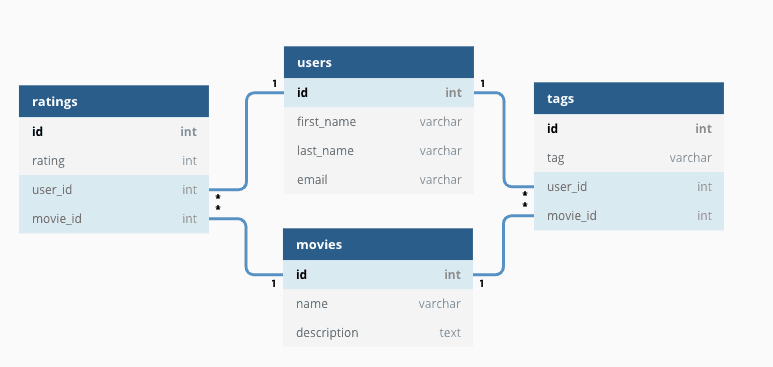 ratings
id int
rating int
user_id int
movie_id int
*
*
users
1 1
id int
first_name varchar
last_name varchar
email varchar
movies
id int
1 1
name varchar
description text
tags
id int
tag varchar
user_id int
movie_id int
*
*